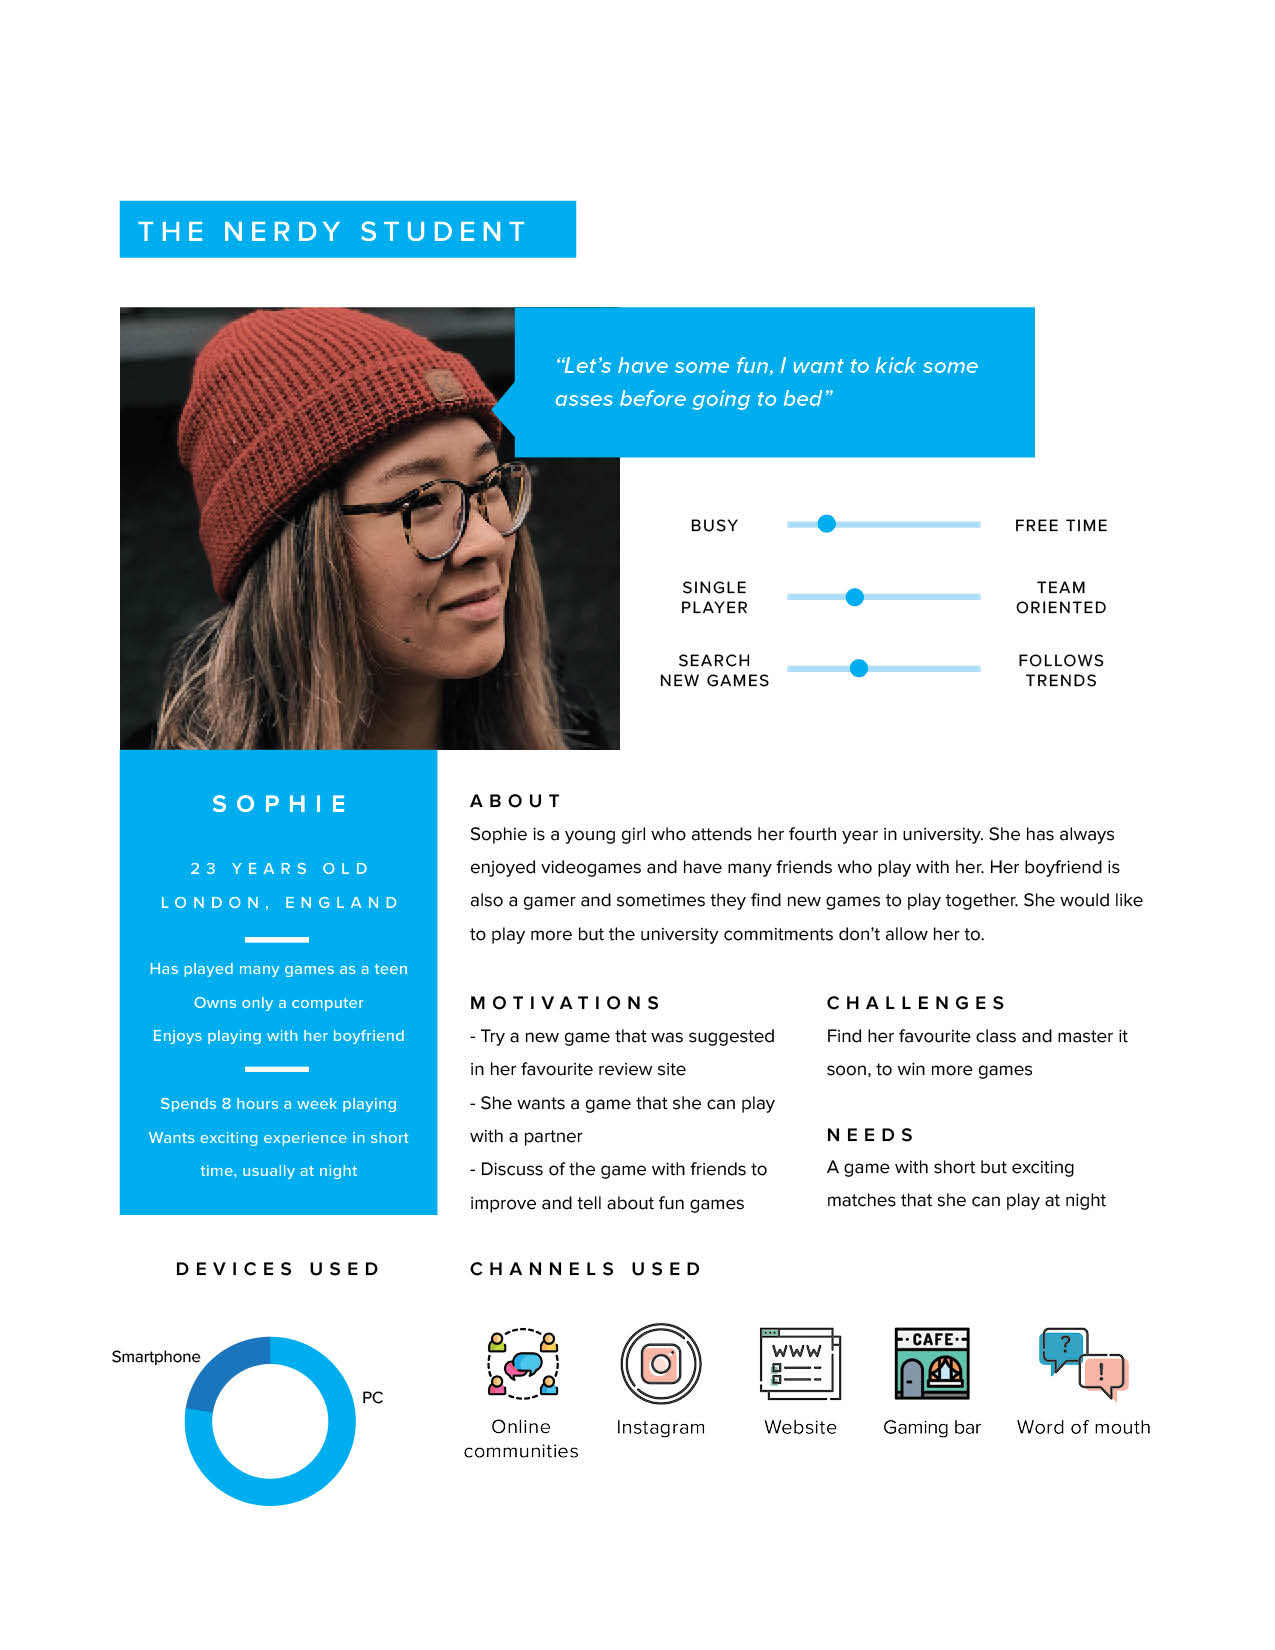 THE NERDY STUDENT
“Let’s have some fun, I want to kick some
asses before going to bed”
BUSY
FREE TIME
SINGLE
PLAYER
TEAM
ORIENTED
SEARCH
NEW GAMES
FOLLOWS
TRENDS
SOPHIE
23 YEARS OLD
LONDON, ENGLAND
Has played many games as a teen
Owns only a computer
Enjoys playing with her boyfriend
Spends 8 hours a week playing
Wants exciting experience in short
time, usually at night
ABOUT
Sophie is a young girl who attends her fourth year in university. She has always
enjoyed videogames and have many friends who play with her. Her boyfriend is
also a gamer and sometimes they find new games to play together. She would like
to play more but the university commitments don’t allow her to.
MOTIVATIONS
- Try a new game that was suggested
in her favourite review site
- She wants a game that she can play
with a partner
- Discuss of the game with friends to
improve and tell about fun games
CHALLENGES
Find her favourite class and master it
soon, to win more games
NEEDS
A game with short but exciting
matches that she can play at night
DEVICES USED
Smartphone
PC
CHANNELS USED
Online
communities
Instagram
WWW
Website
CAFE
Gaming bar
?
!
Word of mouth